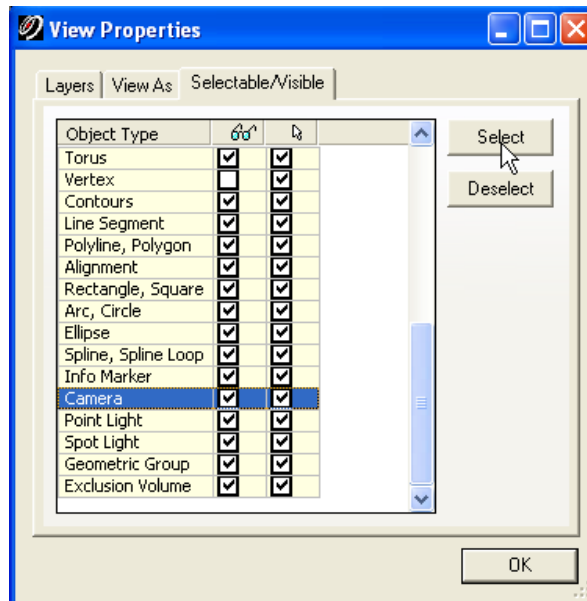 View Properties
Layers View As Selectable/Visible
Object Type
Torus
Vertex
Contours
Line Segment
Polyline, Polygon
Alignment
Rectangle, Square
Arc, Circle
Ellipse
Spline, Spline Loop
Info Marker
Camera
Point Light
Spot Light
Geometric Group
Exclusion Volume
Select
Deselect
OK